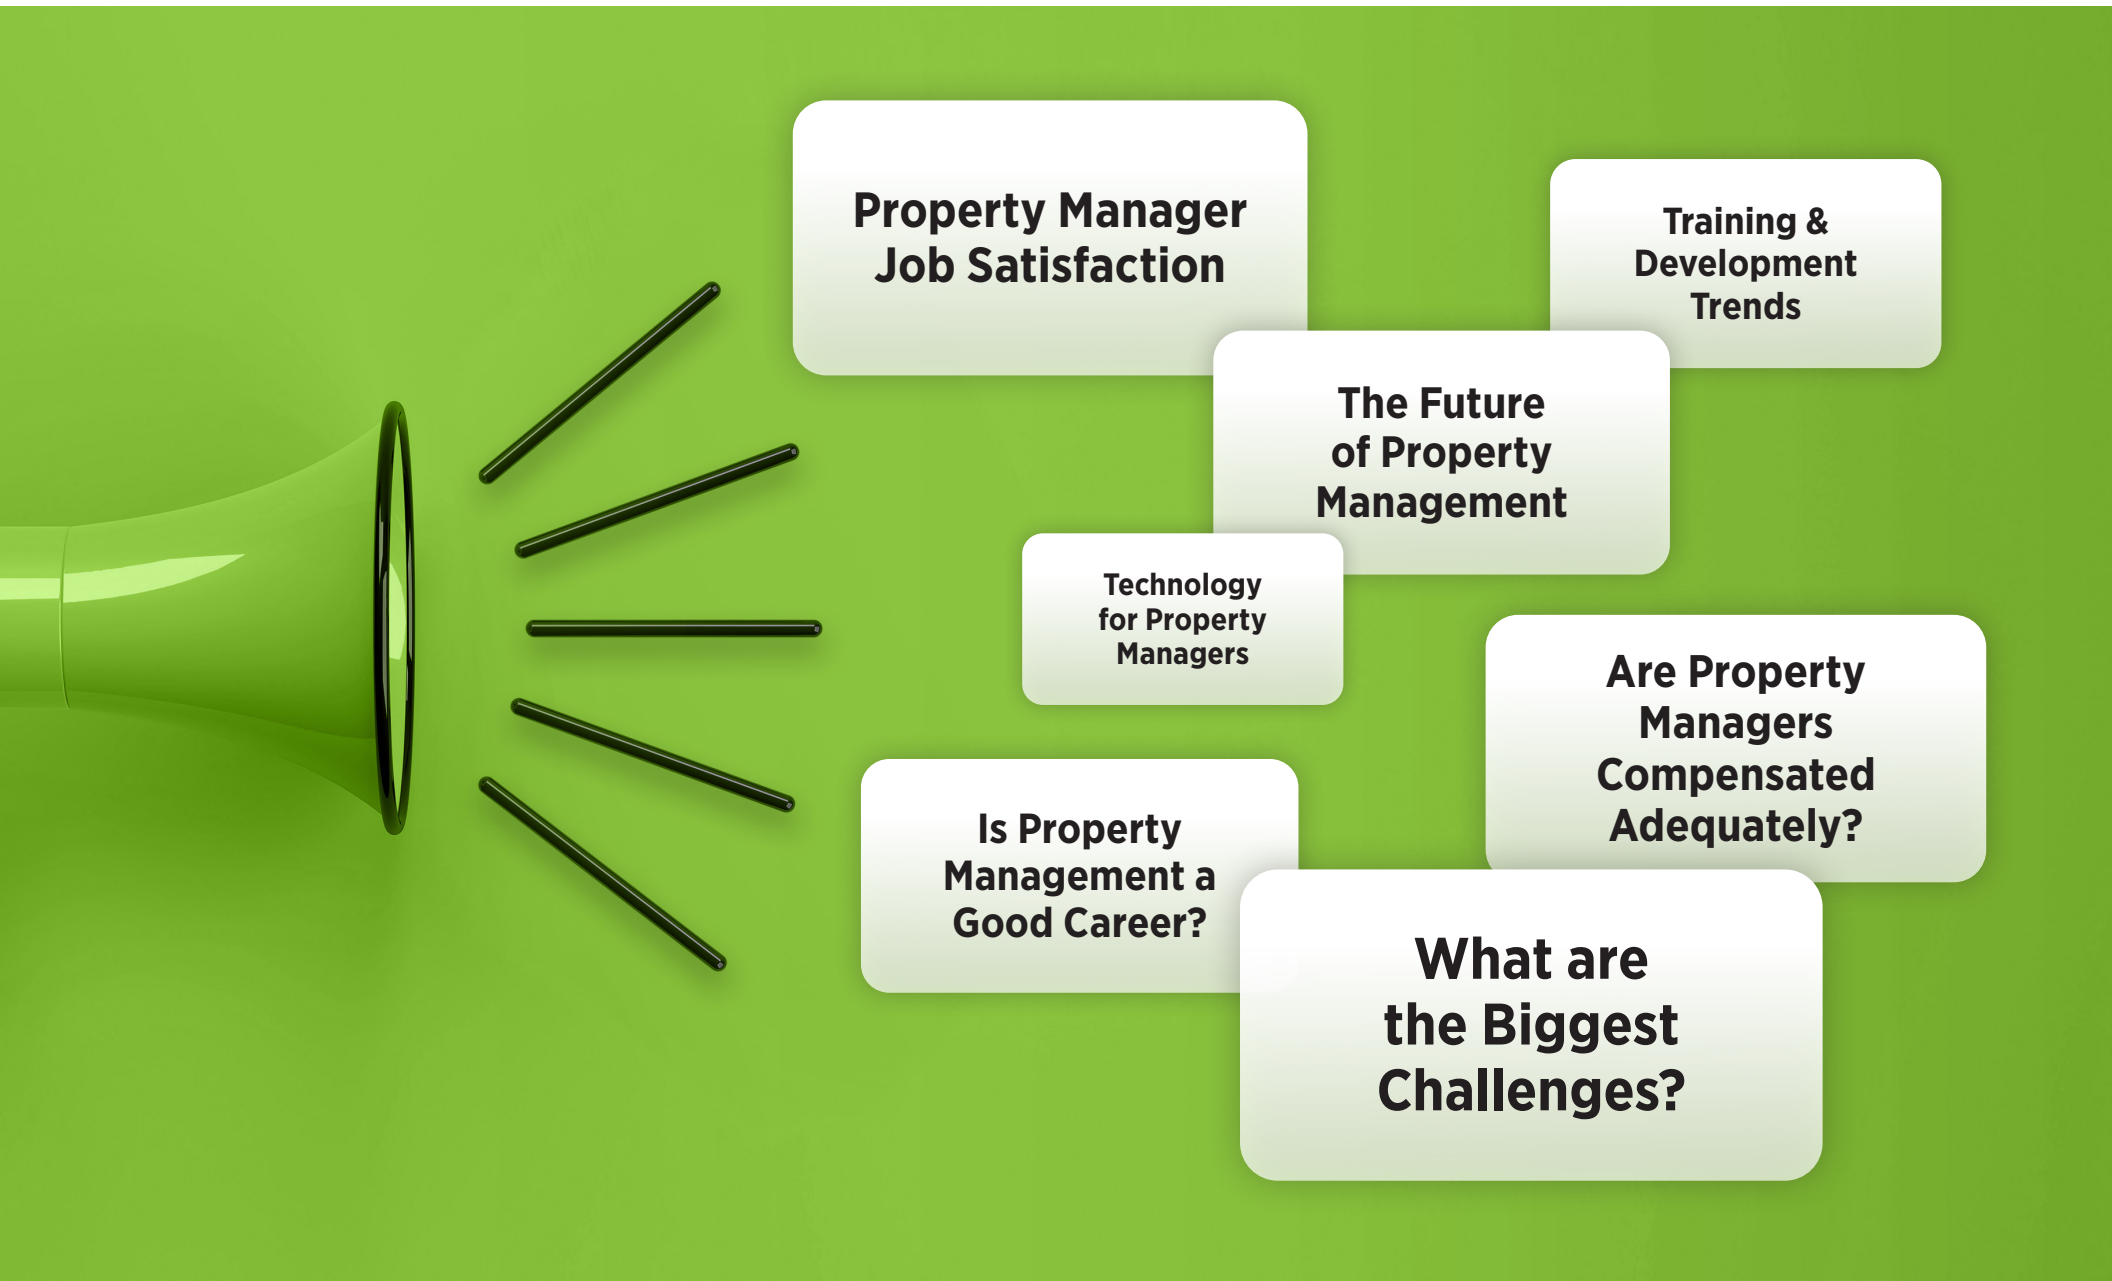 Property Manager
Job Satisfaction
Training &
Development
Trends
The Future
of Property
Management
Technology
for Property
Managers
Are Property
Managers
Compensated
Adequately?
Is Property
Management a
Good Career?
What are
the Biggest
Challenges?